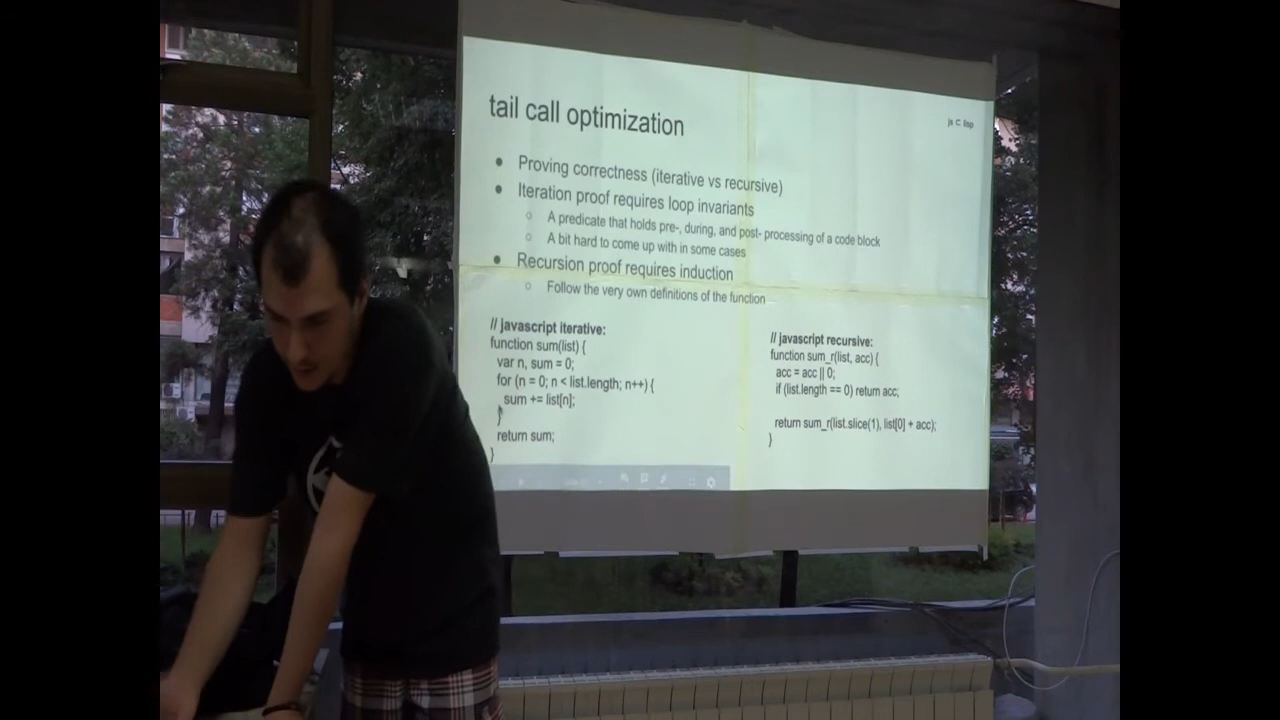 tail call optimization
js ⊂ lisp
● Proving correctness (iterative vs recursive)
● Iteration proof requires loop invariants
○ A predicate that holds pre-, during, and post- processing of a code block
○ A bit hard to come up with in some cases
● Recursion proof requires induction
○ Follow the very own definitions of the function
// javascript iterative:
function sum(list) {
var n, sum = 0;
for (n = 0; n < list.length; n++) {
sum += list[n];
}
return sum;
}
// javascript recursive:
function sum_r(list, acc) {
acc = acc || 0;
if (list.length == 0) return acc;
return sum_r(list.slice(1), list[0] + acc);
}